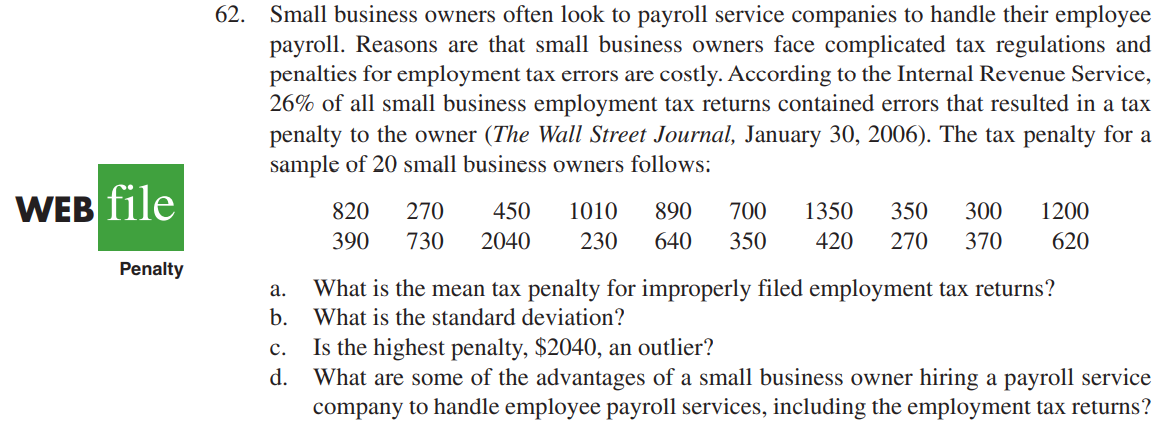 62. Small business owners often look to payroll service companies to handle their employee
payroll. Reasons are that small business owners face complicated tax regulations and
penalties for employment tax errors are costly. According to the Internal Revenue Service,
26% of all small business employment tax returns contained errors that resulted in a tax
penalty to the owner (The Wall Street Journal, January 30, 2006). The tax penalty for a
sample of 20 small business owners follows:
WEB file
Penalty
820 270 450 1010 890 700 1350 350 300 1200
390 730 2040 230 640 350 420 270 370 620
a. What is the mean tax penalty for improperly filed employment tax returns?
b. What is the standard deviation?
c. Is the highest penalty, $2040, an outlier?
d. What are some of the advantages of a small business owner hiring a payroll service
company to handle employee payroll services, including the employment tax returns?